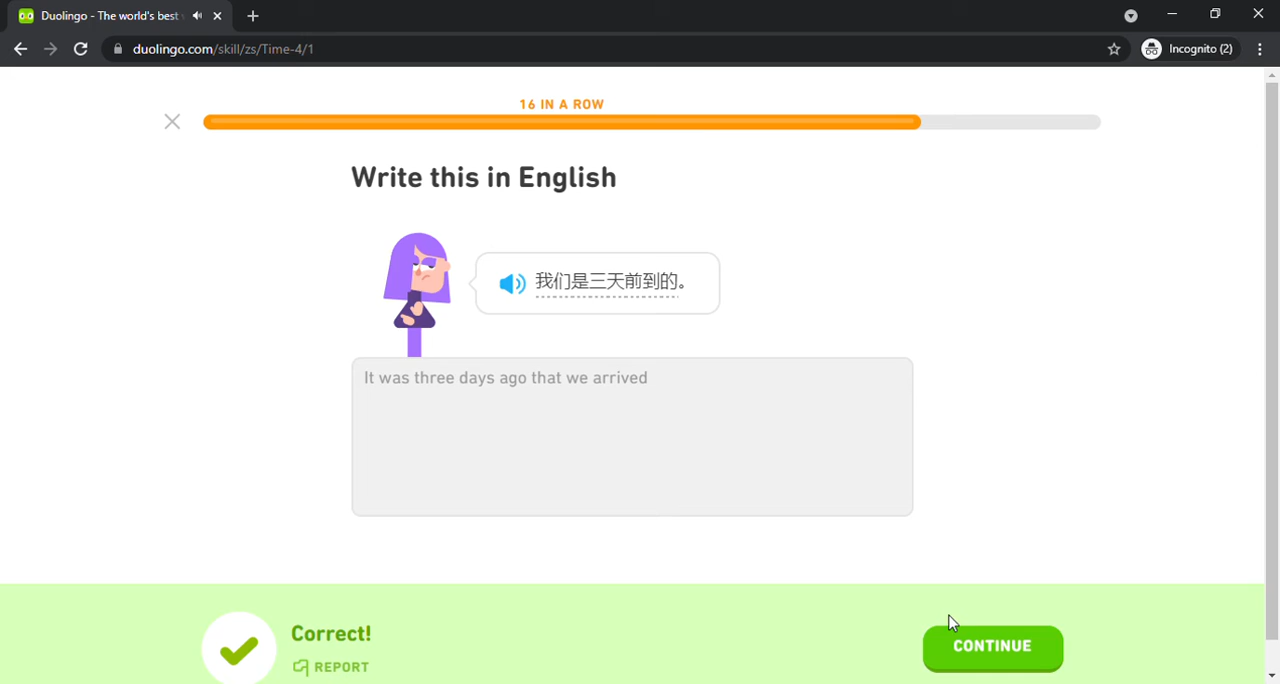 Duolingo - The world's best
duolingo.com/skill/zs/Time-4/1
Incognito (2)
16 IN A ROW
Write this in English
我们是三天前到的。
It was three days ago that we arrived
Correct!
REPORT
CONTINUE